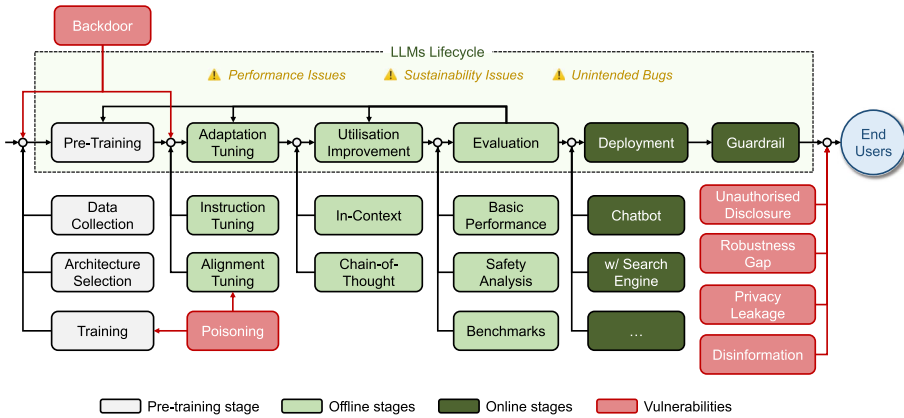 Backdoor
LLMs Lifecycle
Performance Issues
Sustainability Issues
Unintended Bugs
Pre-Training
Adaptation
Tuning
Utilisation
Improvement
Evaluation
Deployment
Guardrail
End
Users
Data
Collection
Instruction
Tuning
In-Context
Basic
Performance
Chatbot
Unauthorised
Disclosure
Architecture
Selection
Alignment
Tuning
Chain-of-
Thought
Safety
Analysis
w/ Search
Engine
Robustness
Gap
Privacy
Leakage
Training
Poisoning
Benchmarks
...
Disinformation
Pre-training stage
Offline stages
Online stages
Vulnerabilities